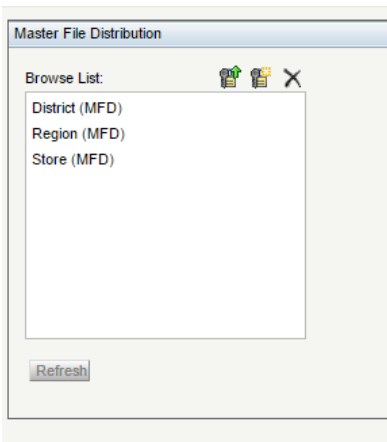 Master File Distribution
Browse List:
District (MFD)
Region (MFD)
Store (MFD)
Refresh